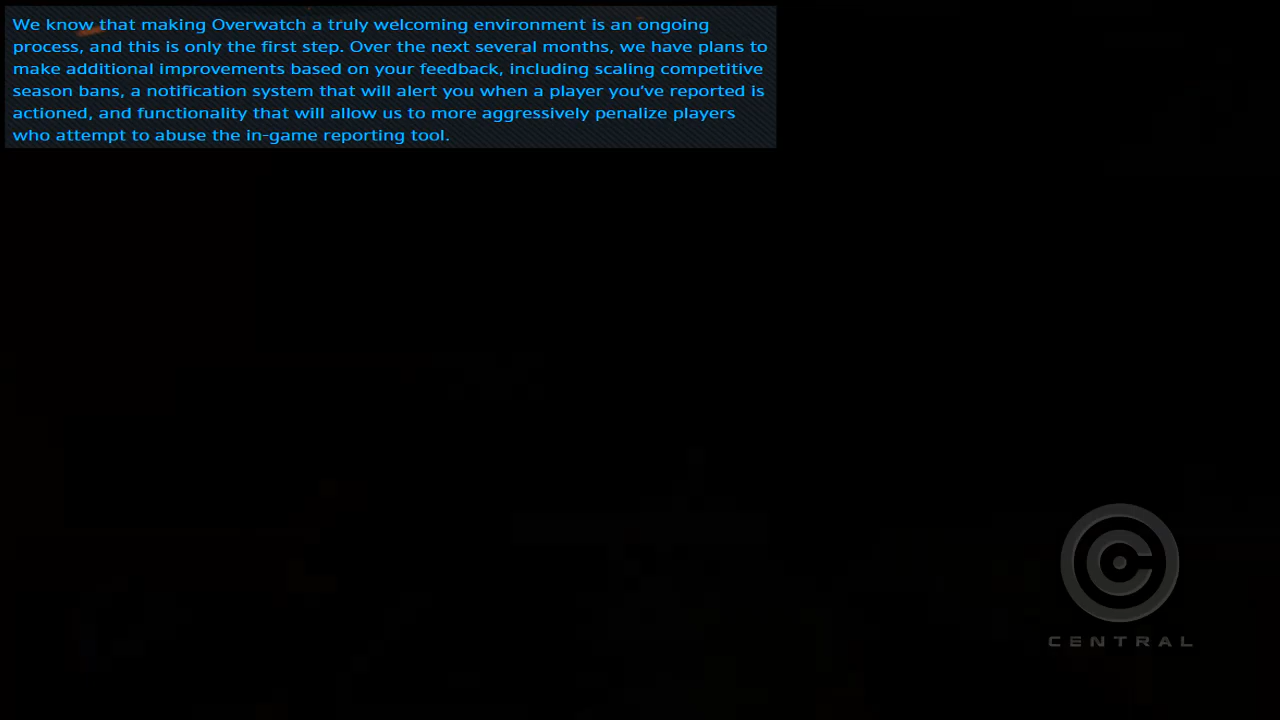 We know that making Overwatch a truly welcoming environment is an ongoing
process, and this is only the first step. Over the next several months, we have plans to
make additional improvements based on your feedback, including scaling competitive
season bans, a notification system that will alert you when a player you've reported is
actioned, and functionality that will allow us to more aggressively penalize players
who attempt to abuse the in-game reporting tool.
CENTRAL